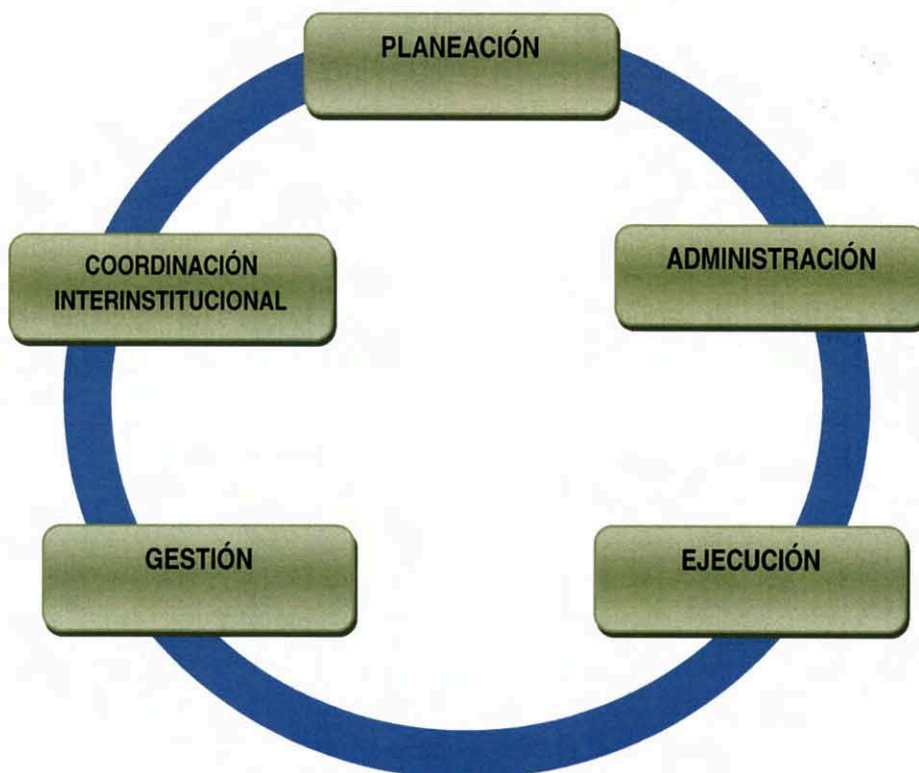 PLANEACIÓN
COORDINACIÓN
INTERINSTITUCIONAL
ADMINISTRACIÓN
GESTIÓN
EJECUCIÓN